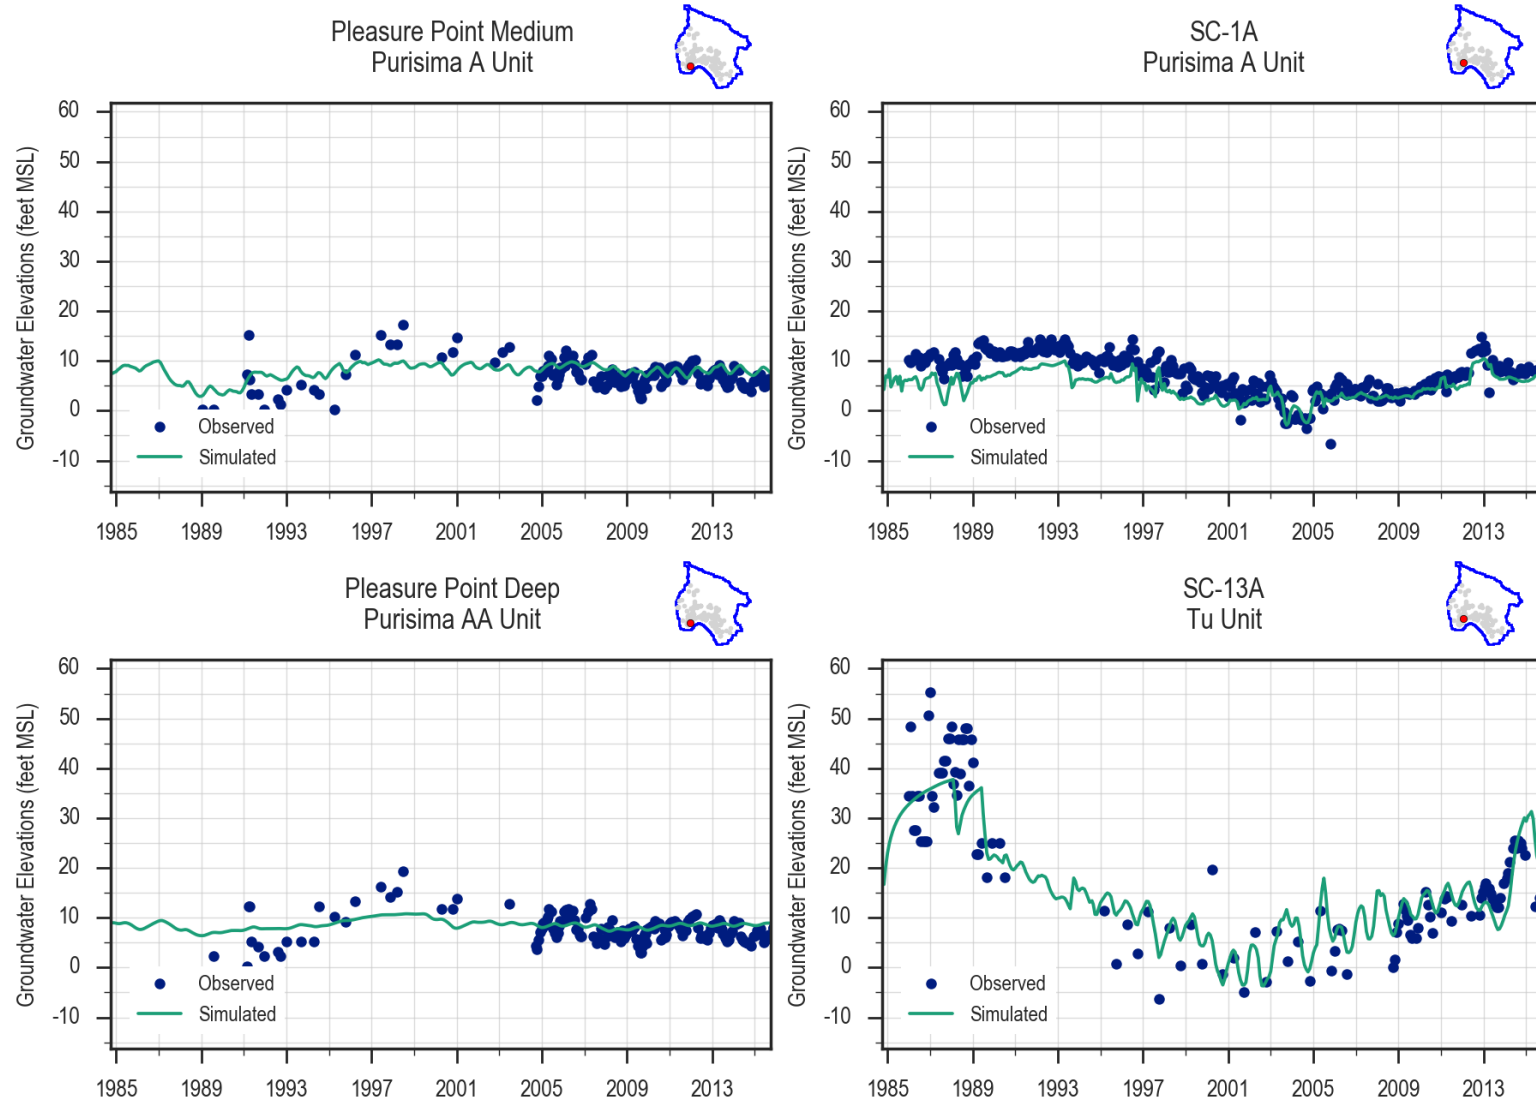 Pleasure Point Medium
Purisima A Unit
Groundwater Elevations (feet MSL)
60
50
40
30
20
10
0
-10
Observed
Simulated
1985 1989 1993 1997 2001 2005 2009 2013
SC-1A
Purisima A Unit
Groundwater Elevations (feet MSL)
60
50
40
30
20
10
0
-10
Observed
Simulated
1985 1989 1993 1997 2001 2005 2009 2013
Pleasure Point Deep
Purisima AA Unit
Groundwater Elevations (feet MSL)
60
50
40
30
20
10
0
-10
Observed
Simulated
1985 1989 1993 1997 2001 2005 2009 2013
SC-13A
Tu Unit
Groundwater Elevations (feet MSL)
60
50
40
30
20
10
0
-10
Observed
Simulated
1985 1989 1993 1997 2001 2005 2009 2013